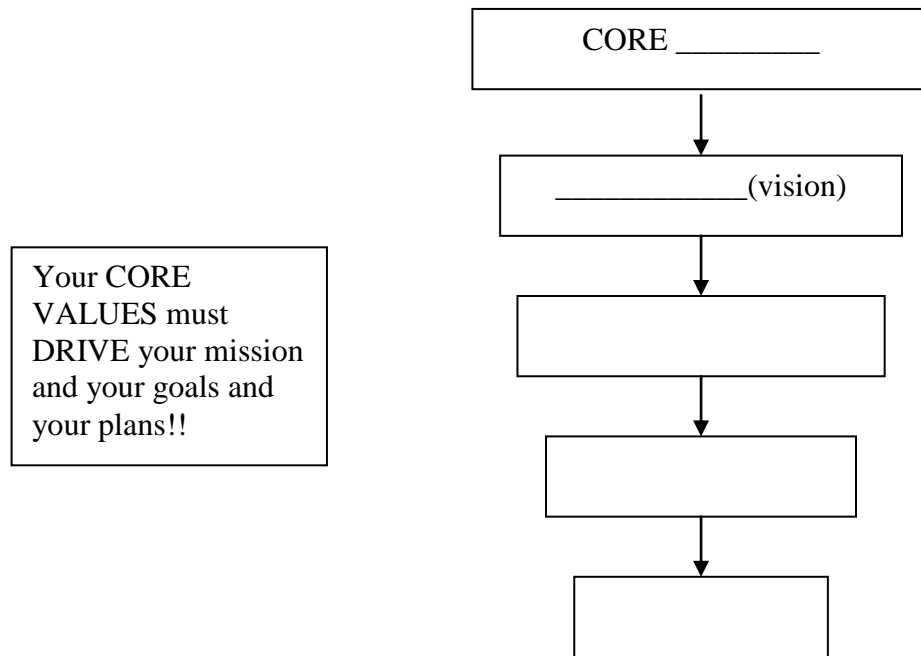 CORE _________
____________(vision)
Your CORE
VALUES must
DRIVE your mission
and your goals and
your plans!!